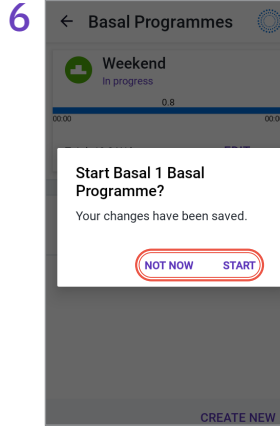 6
Basal Programmes
Weekend
In progress
0.8
00:00
Start Basal 1 Basal
Programme?
Your changes have been saved.
NOT NOW START
CREATE NEW